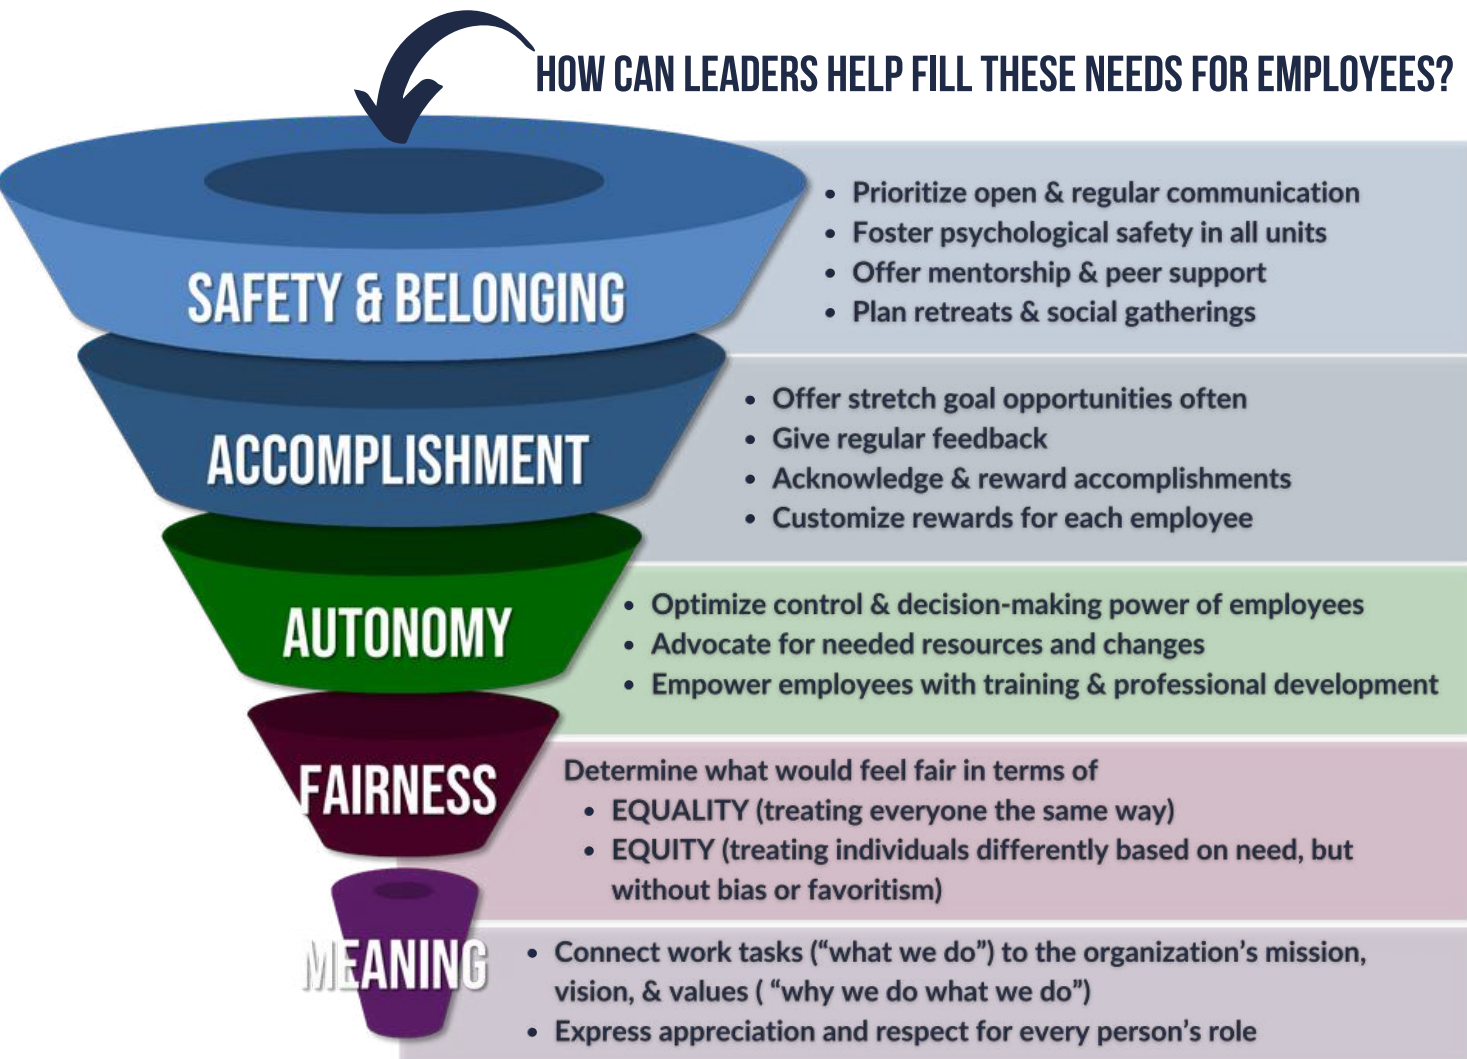 HOW CAN LEADERS HELP FILL THESE NEEDS FOR EMPLOYEES?
SAFETY & BELONGING
• Prioritize open & regular communication
• Foster psychological safety in all units
• Offer mentorship & peer support
• Plan retreats & social gatherings
ACCOMPLISHMENT
• Offer stretch goal opportunities often
• Give regular feedback
• Acknowledge & reward accomplishments
• Customize rewards for each employee
AUTONOMY
• Optimize control & decision-making power of employees
• Advocate for needed resources and changes
• Empower employees with training & professional development
FAIRNESS
Determine what would feel fair in terms of
• EQUALITY (treating everyone the same way)
• EQUITY (treating individuals differently based on need, but
without bias or favoritism)
MEANING
• Connect work tasks (“what we do”) to the organization’s mission,
vision, & values ( “why we do what we do”)
• Express appreciation and respect for every person’s role